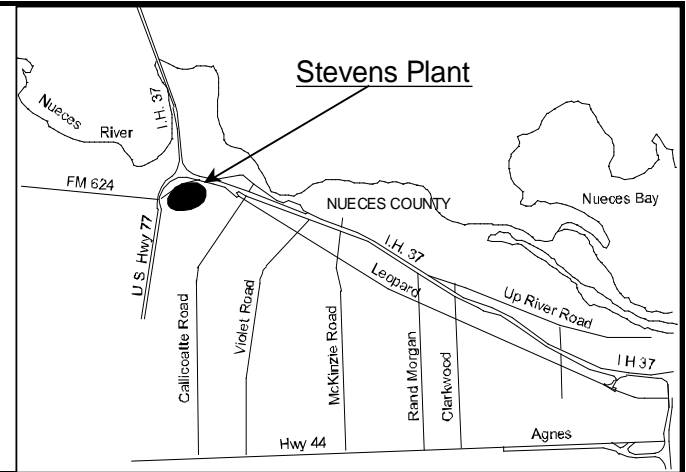 Stevens Plant
I.H. 37
Nueces
River
FM 624
NUECES COUNTY
Nueces Bay
U S Hwy 77
I.H. 37
Leopard
Up River Road
Callicoatte Road
Violet Road
McKinzie Road
Rand Morgan
Clarkwood
I H 37
Agnes
Hwy 44